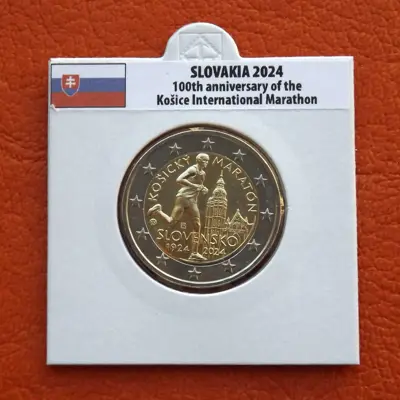 SLOVAKIA 2024
100th anniversary of the
Košice International Marathon
KOŠICKÝ MARATÓN
SLOVENSKO
1924 2024